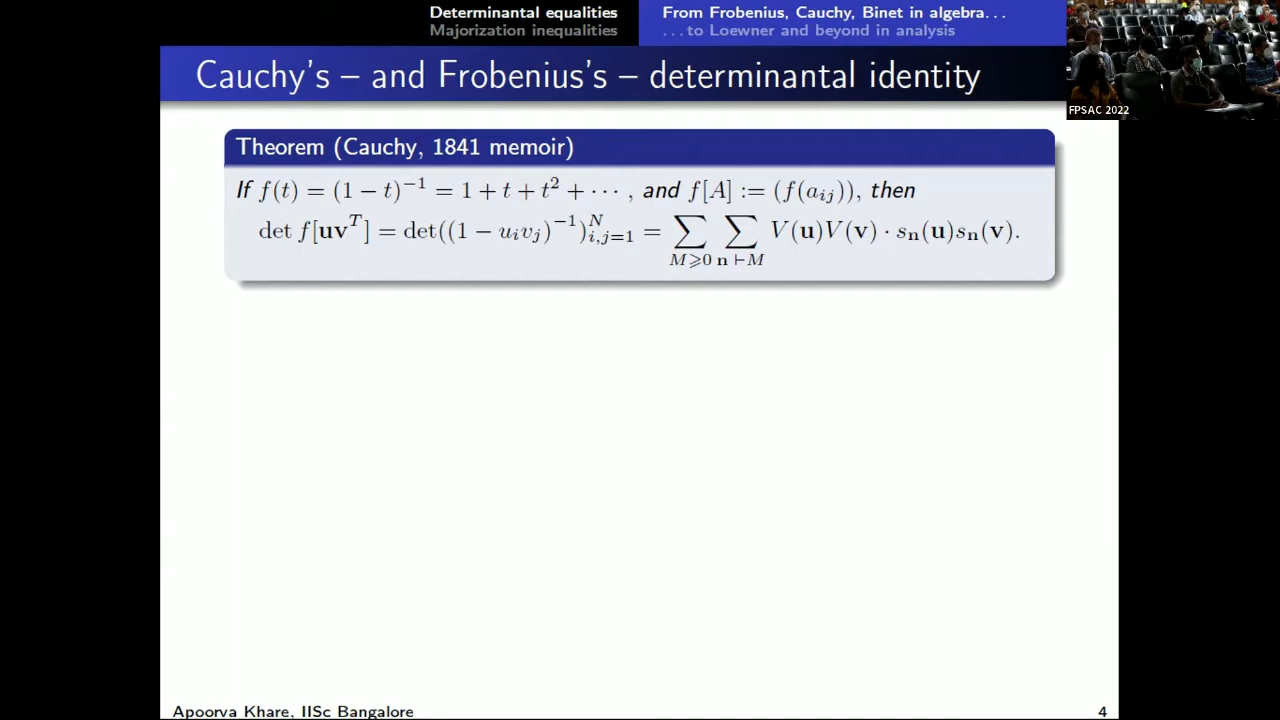 Determinantal equalities
Majorization inequalities
From Frobenius, Cauchy, Binet in algebra...
...to Loewner and beyond in analysis
Cauchy's – and Frobenius's – determinantal identity
FPSAC 2022
Theorem (Cauchy, 1841 memoir)
If f(t) = (1 − t)^{−1} = 1 + t + t^2 + ··· , and f[A] := (f(a_{ij})), then
det f[uv^T] = det((1 − u_i v_j)^{−1})_{i,j=1}^N = ∑_{M⩾0} ∑_{n ⊢M} V(u)V(v) · s_n(u)s_n(v).
Apoorva Khare, IISc Bangalore
4